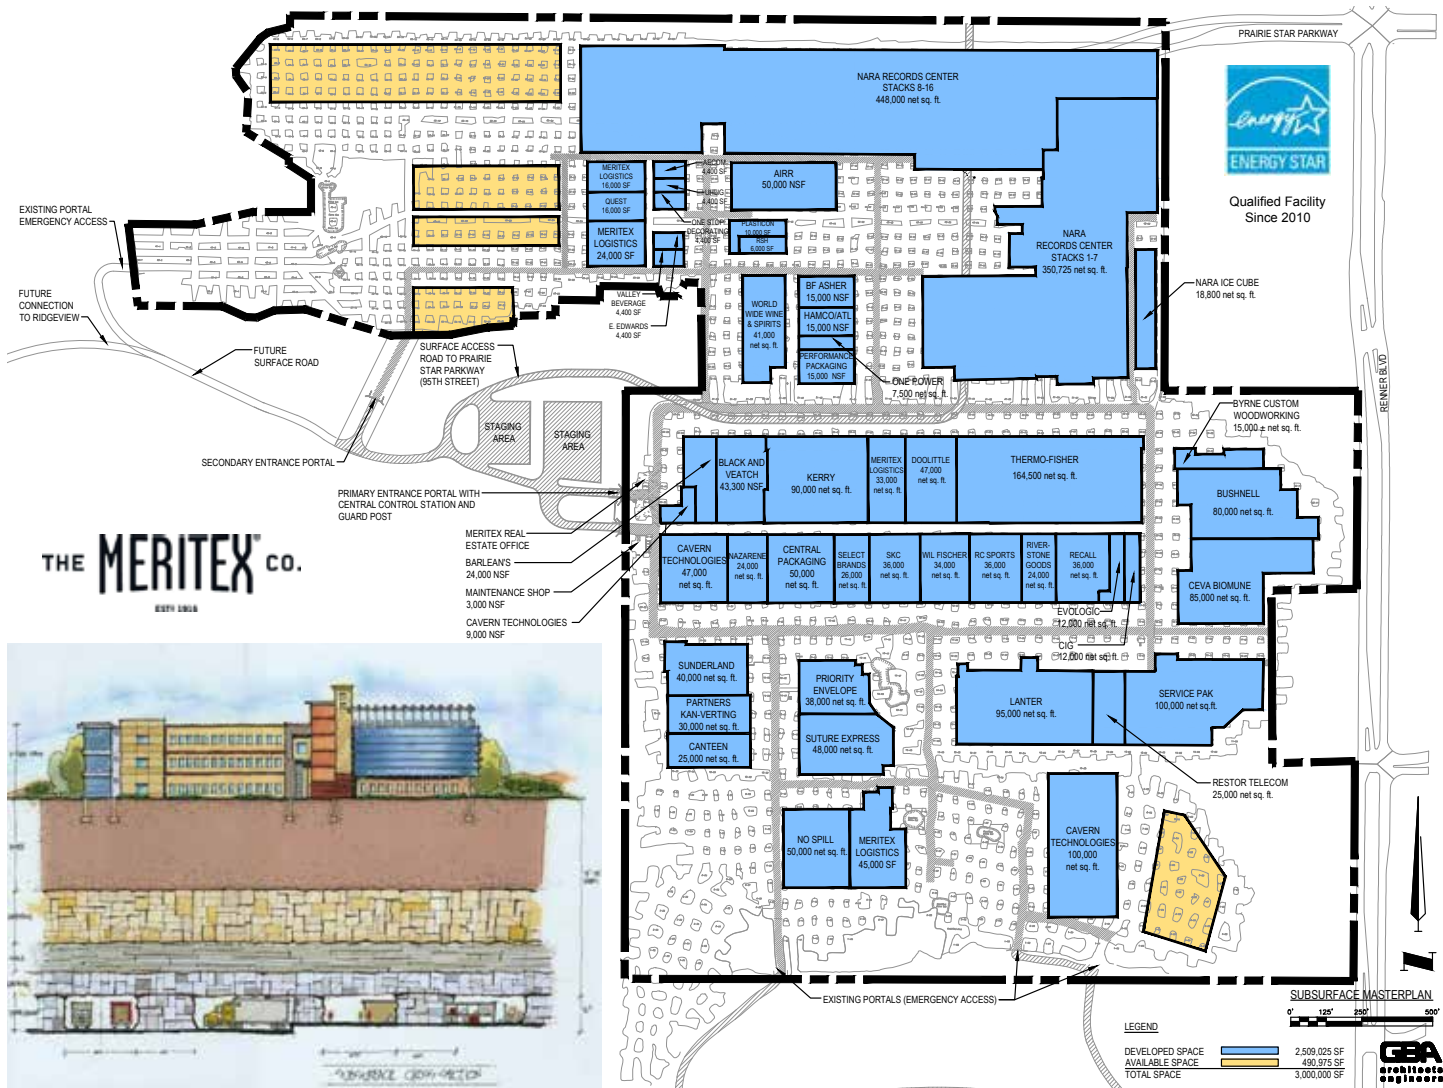 PRAIRIE STAR PARKWAY
NARA RECORDS CENTER
STACKS 8-16
448,000 net sq. ft.
energy
ENERGY STAR
Qualified Facility
Since 2010
MERITEX
LOGISTICS
16,000 SF
AECOM
4,400 SF
AIRR
50,000 NSF
QUEST
16,000 SF
UHUG
4,400 SF
EXISTING PORTAL
EMERGENCY ACCESS
MERITEX
LOGISTICS
24,000 SF
ONE STOP
DECORATING
4,400 SF
PLASTICON
10,000 SF
RSH
6,000 SF
NARA
RECORDS CENTER
STACKS 1-7
350,725 net sq. ft.
NARA ICE CUBE
18,800 net sq. ft.
FUTURE
CONNECTION
TO RIDGEVIEW
VALLEY
BEVERAGE
4,400 SF
E. EDWARDS
4,400 SF
WORLD
WIDE WINE
& SPIRITS
41,000
net sq. ft.
BF ASHER
15,000 NSF
HAMCO/ATL
15,000 NSF
PERFORMANCE
PACKAGING
15,000 NSF
ONE POWER
7,500 net sq. ft.
FUTURE
SURFACE ROAD
SURFACE ACCESS
ROAD TO PRAIRIE
STAR PARKWAY
(95TH STREET)
RENNER BLVD
BYRNE CUSTOM
WOODWORKING
15,000 ± net sq. ft.
STAGING
AREA
STAGING
AREA
SECONDARY ENTRANCE PORTAL
BLACK AND
VEATCH
43,300 NSF
KERRY
90,000 net sq. ft.
MERITEX
LOGISTICS
33,000
net sq. ft.
DOOLITTLE
47,000
net sq. ft.
THERMO-FISHER
164,500 net sq. ft.
BUSHNELL
80,000 net sq. ft.
PRIMARY ENTRANCE PORTAL WITH
CENTRAL CONTROL STATION AND
GUARD POST
MERITEX REAL
ESTATE OFFICE
BARLEAN'S
24,000 NSF
MAINTENANCE SHOP
3,000 NSF
CAVERN TECHNOLOGIES
9,000 NSF
THE MERITEX CO.
ESTD 1916
CAVERN
TECHNOLOGIES
47,000
net sq. ft.
NAZARENE
24,000
net sq. ft.
CENTRAL
PACKAGING
50,000
net sq. ft.
SELECT
BRANDS
26,000
net sq. ft.
SKC
36,000
net sq. ft.
WIL FISCHER
34,000
net sq. ft.
RC SPORTS
36,000
net sq. ft.
RIVER-
STONE
GOODS
24,000
net sq. ft.
RECALL
36,000
net sq. ft.
CEVA BIOMUNE
85,000 net sq. ft.
EVOLOGIC
12,000 net sq. ft.
CIG
12,000 net sq. ft.
SUNDERLAND
40,000 net sq. ft.
PARTNERS
KAN-VERTING
30,000 net sq. ft.
CANTEEN
25,000 net sq. ft.
PRIORITY
ENVELOPE
38,000 net sq. ft.
SUTURE EXPRESS
48,000 net sq. ft.
LANTER
95,000 net sq. ft.
SERVICE PAK
100,000 net sq.ft.
RESTOR TELECOM
25,000 net sq. ft.
NO SPILL
50,000 net sq. ft.
MERITEX
LOGISTICS
45,000 SF
CAVERN
TECHNOLOGIES
100,000
net sq. ft.
EXISTING PORTALS (EMERGENCY ACCESS)
N
SUBSURFACE MASTERPLAN
0' 125' 250' 500'
LEGEND
DEVELOPED SPACE 2,509,025 SF
AVAILABLE SPACE 490,975 SF
TOTAL SPACE 3,000,000 SF
GBA
architects
engineers
SUBSURFACE CROSS-SECTION